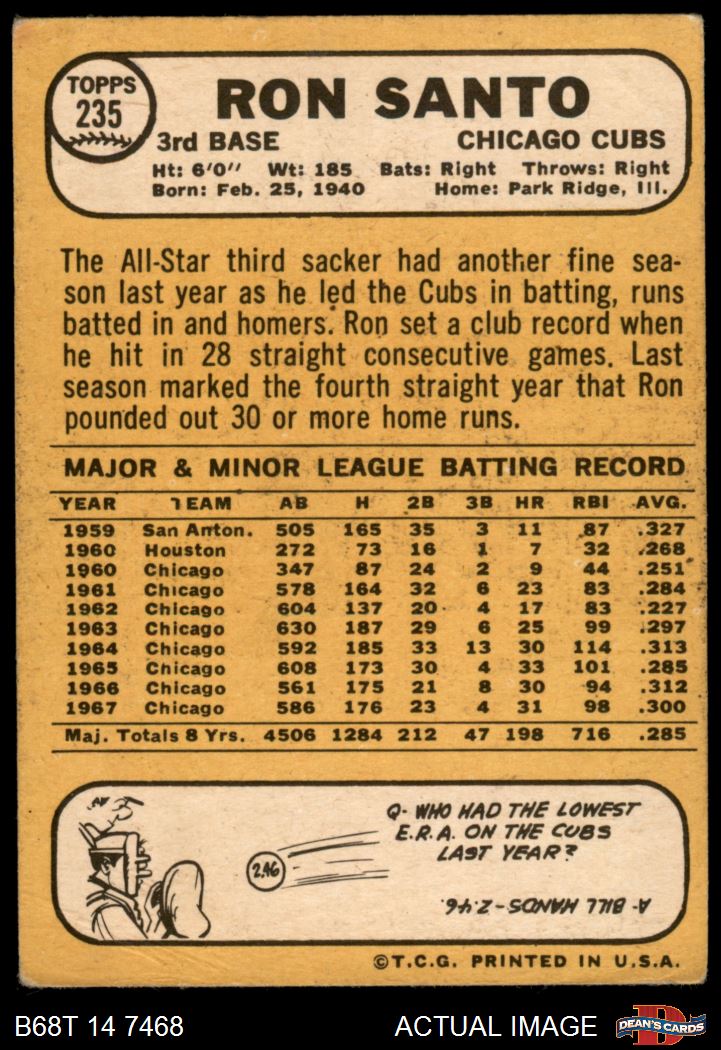 TOPPS
235
RON SANTO
3rd BASE CHICAGO CUBS
Ht: 6'0" Wt: 185 Bats: Right Throws: Right
Born: Feb. 25, 1940 Home: Park Ridge, Ill.
The All-Star third sacker had another fine sea-
son last year as he led the Cubs in batting, runs
batted in and homers. Ron set a club record when
he hit in 28 straight consecutive games. Last
season marked the fourth straight year that Ron
pounded out 30 or more home runs.
MAJOR & MINOR LEAGUE BATTING RECORD
YEAR TEAM AB H 2B 3B HR RBI AVG.
1959 San Anton. 505 165 35 3 11 87 .327
1960 Houston 272 73 16 1 7 32 .268
1960 Chicago 347 87 24 2 9 44 .251
1961 Chicago 578 164 32 6 23 83 .284
1962 Chicago 604 137 20 4 17 83 .227
1963 Chicago 630 187 29 6 25 99 .297
1964 Chicago 592 185 33 13 30 114 .313
1965 Chicago 608 173 30 4 33 101 .285
1966 Chicago 561 175 21 8 30 94 .312
1967 Chicago 586 176 23 4 31 98 .300
Maj. Totals 8 Yrs. 4506 1284 212 47 198 716 .285
Q- WHO HAD THE LOWEST
E.R.A. ON THE CUBS
LAST YEAR?
2.46
A- BILL HANDS-2.46.
©T.C.G. PRINTED IN U.S.A.
B68T 14 7468 ACTUAL IMAGE DEAN'S CARDS